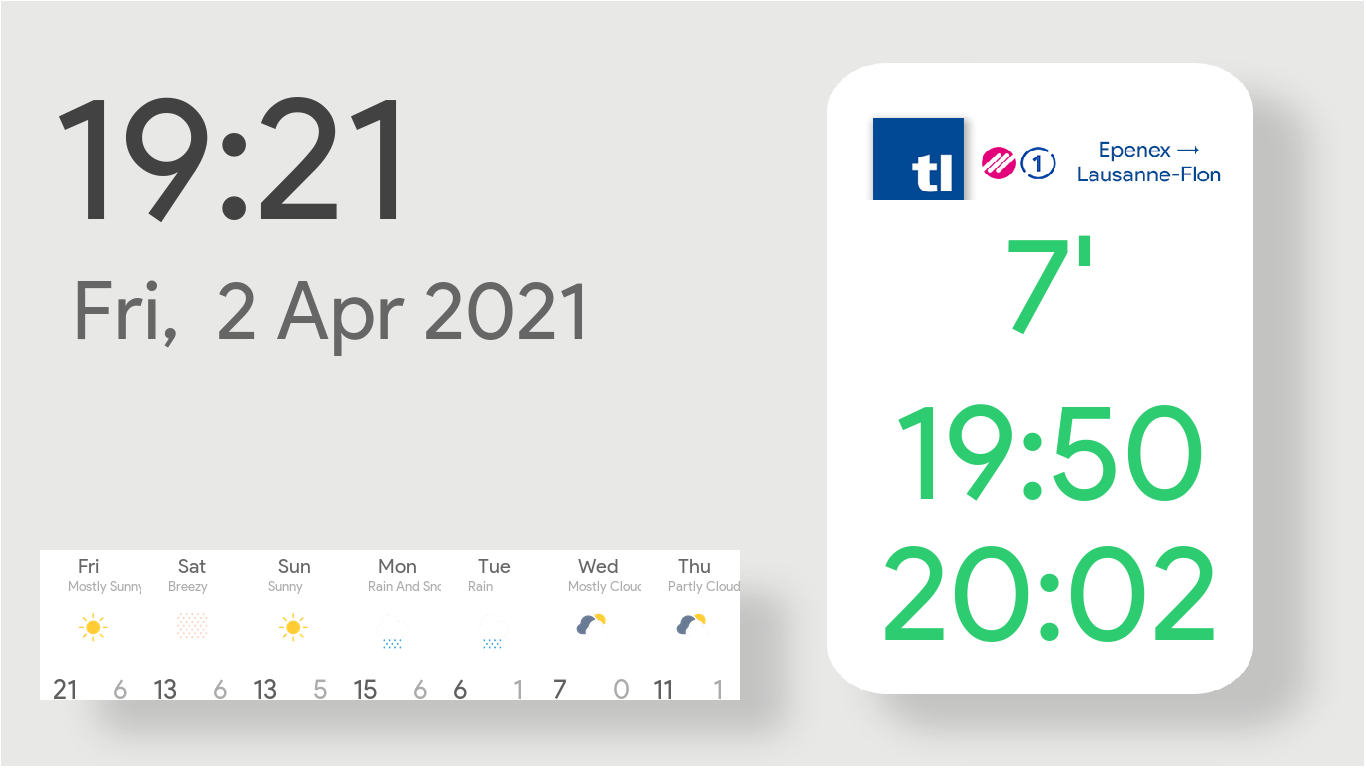 19:21
Fri, 2 Apr 2021
tl 1 Epenex →
Lausanne-Flon
7'
19:50
20:02
Fri Sat Sun Mon Tue Wed Thu
Mostly Sunny Breezy Sunny Rain And Sno Rain Mostly Clouc Partly Cloud
21 6 13 6 13 5 15 6 6 1 7 0 11 1